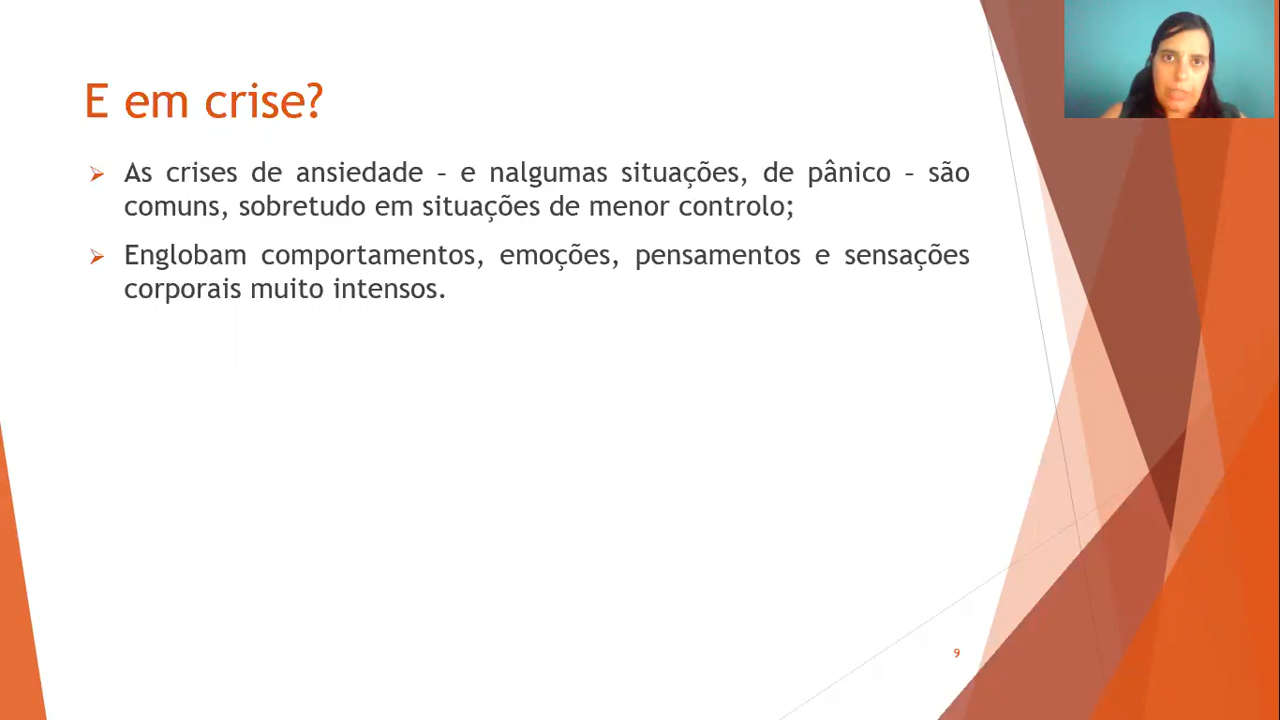 E em crise?
As crises de ansiedade – e nalgumas situações, de pânico – são
comuns, sobretudo em situações de menor controlo;
Englobam comportamentos, emoções, pensamentos e sensações
corporais muito intensos.
9